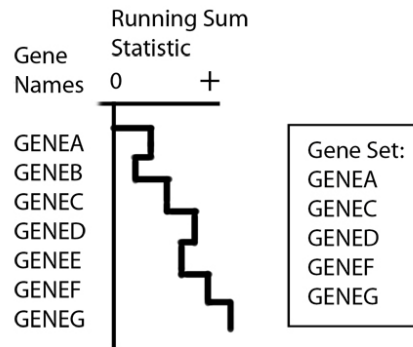 Running Sum
Statistic
Gene
Names
0 +
GENEA
GENEB
GENEC
GENED
GENEE
GENEF
GENEG
Gene Set:
GENEA
GENEC
GENED
GENEF
GENEG